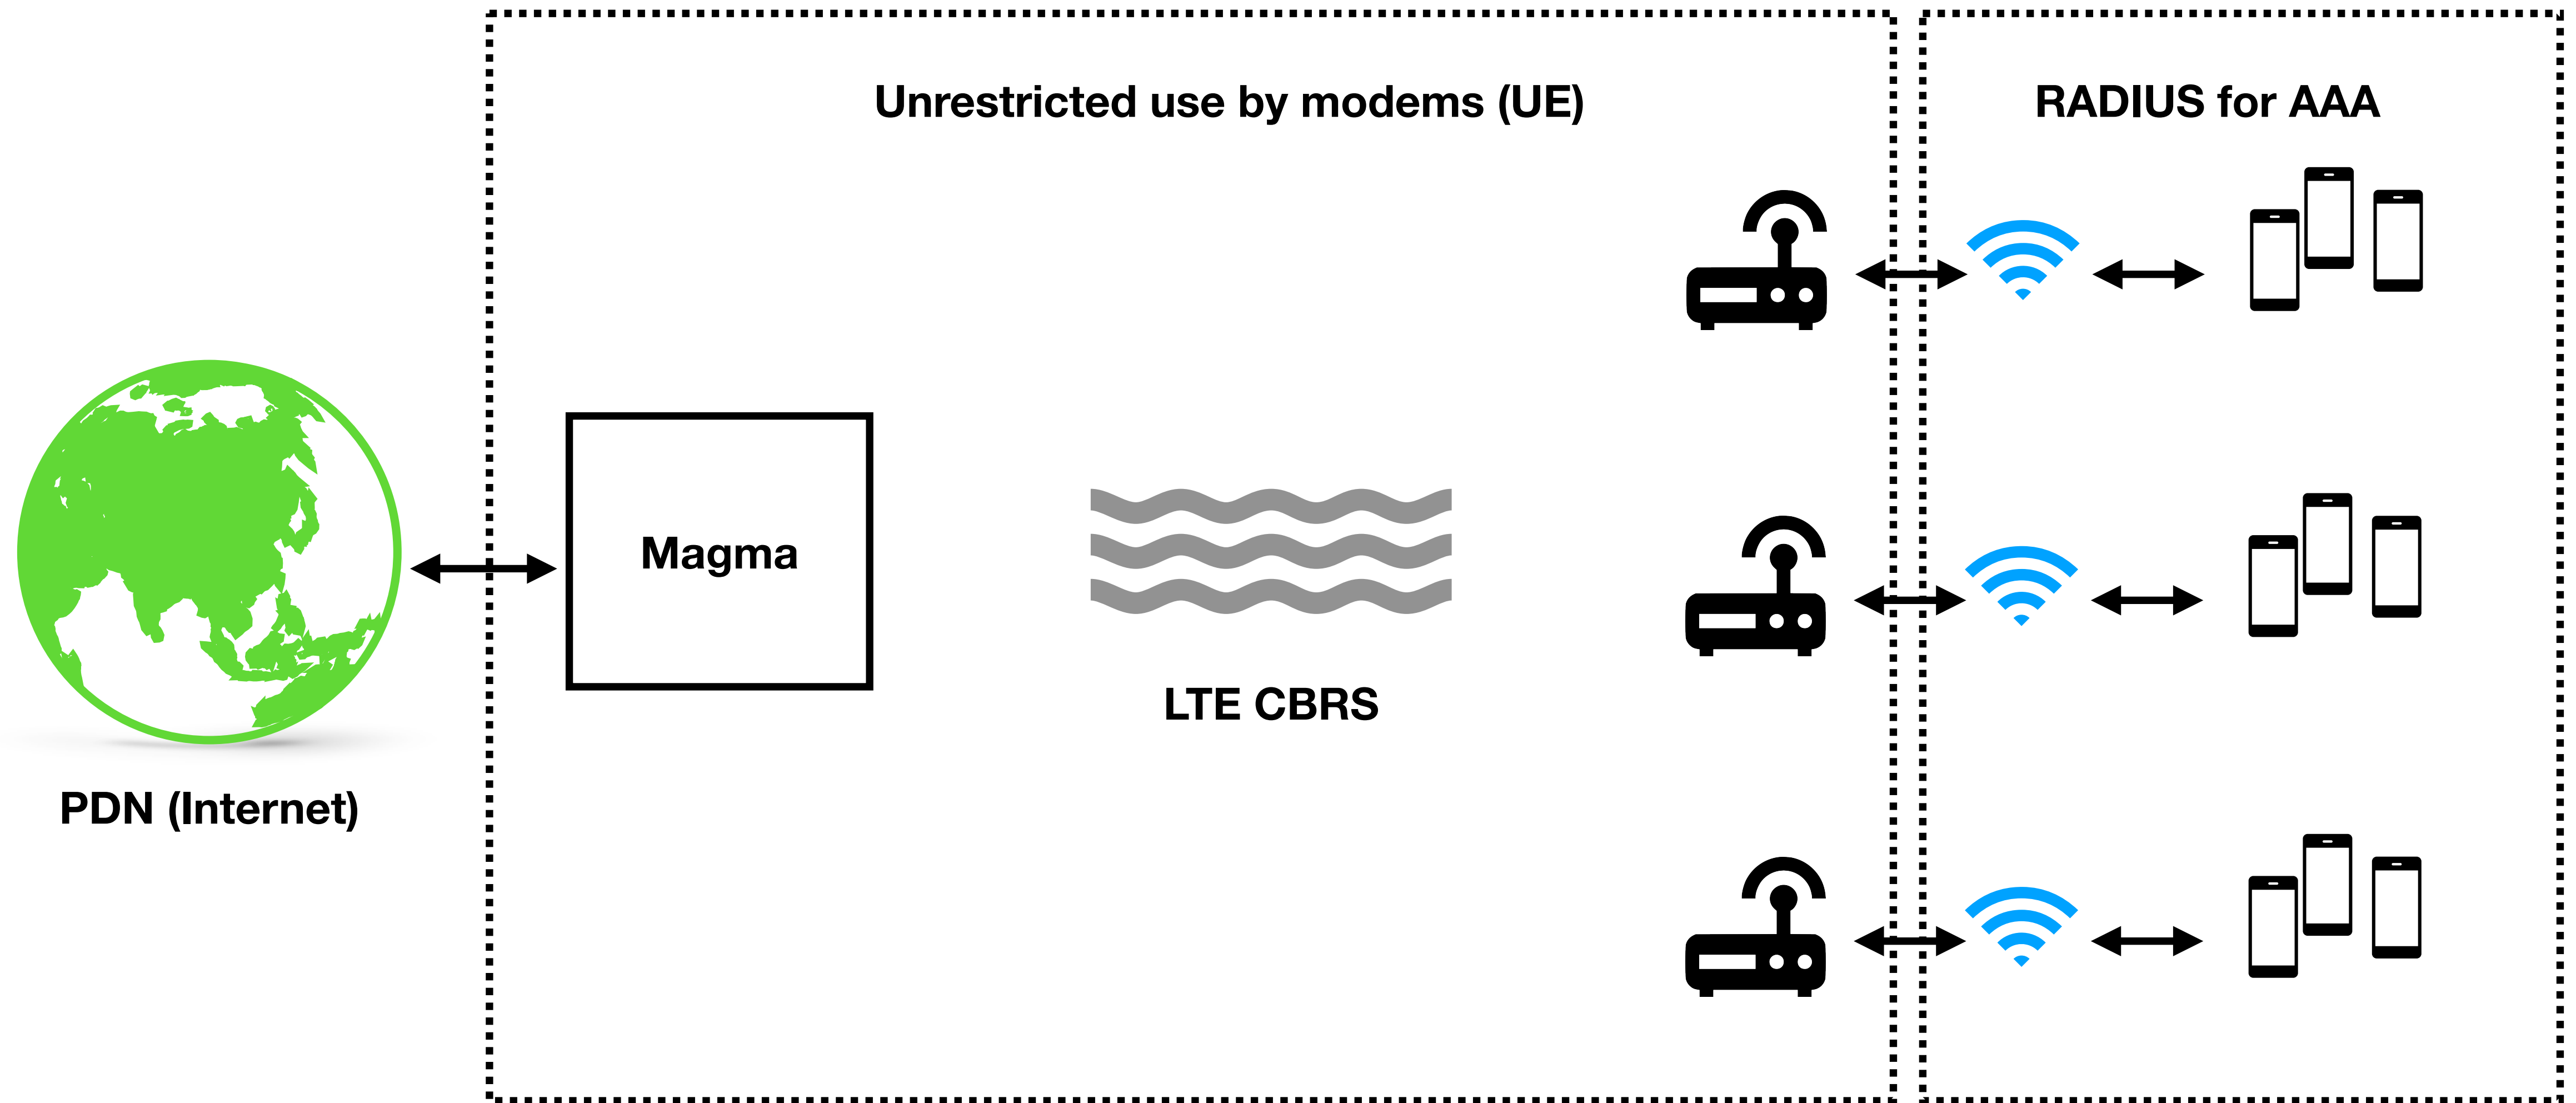 Unrestricted use by modems (UE)
RADIUS for AAA
Magma
LTE CBRS
PDN (Internet)